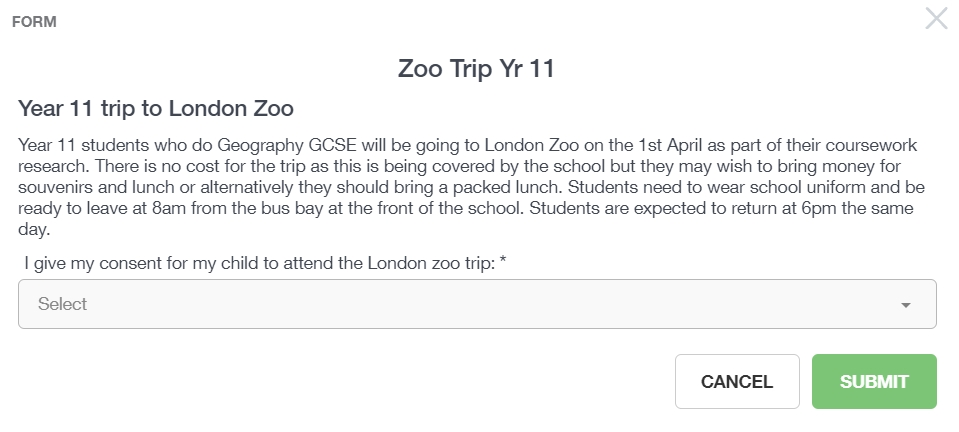 FORM
Zoo Trip Yr 11
Year 11 trip to London Zoo
Year 11 students who do Geography GCSE will be going to London Zoo on the 1st April as part of their coursework
research. There is no cost for the trip as this is being covered by the school but they may wish to bring money for
souvenirs and lunch or alternatively they should bring a packed lunch. Students need to wear school uniform and be
ready to leave at 8am from the bus bay at the front of the school. Students are expected to return at 6pm the same
day.
I give my consent for my child to attend the London zoo trip: *
Select
CANCEL SUBMIT